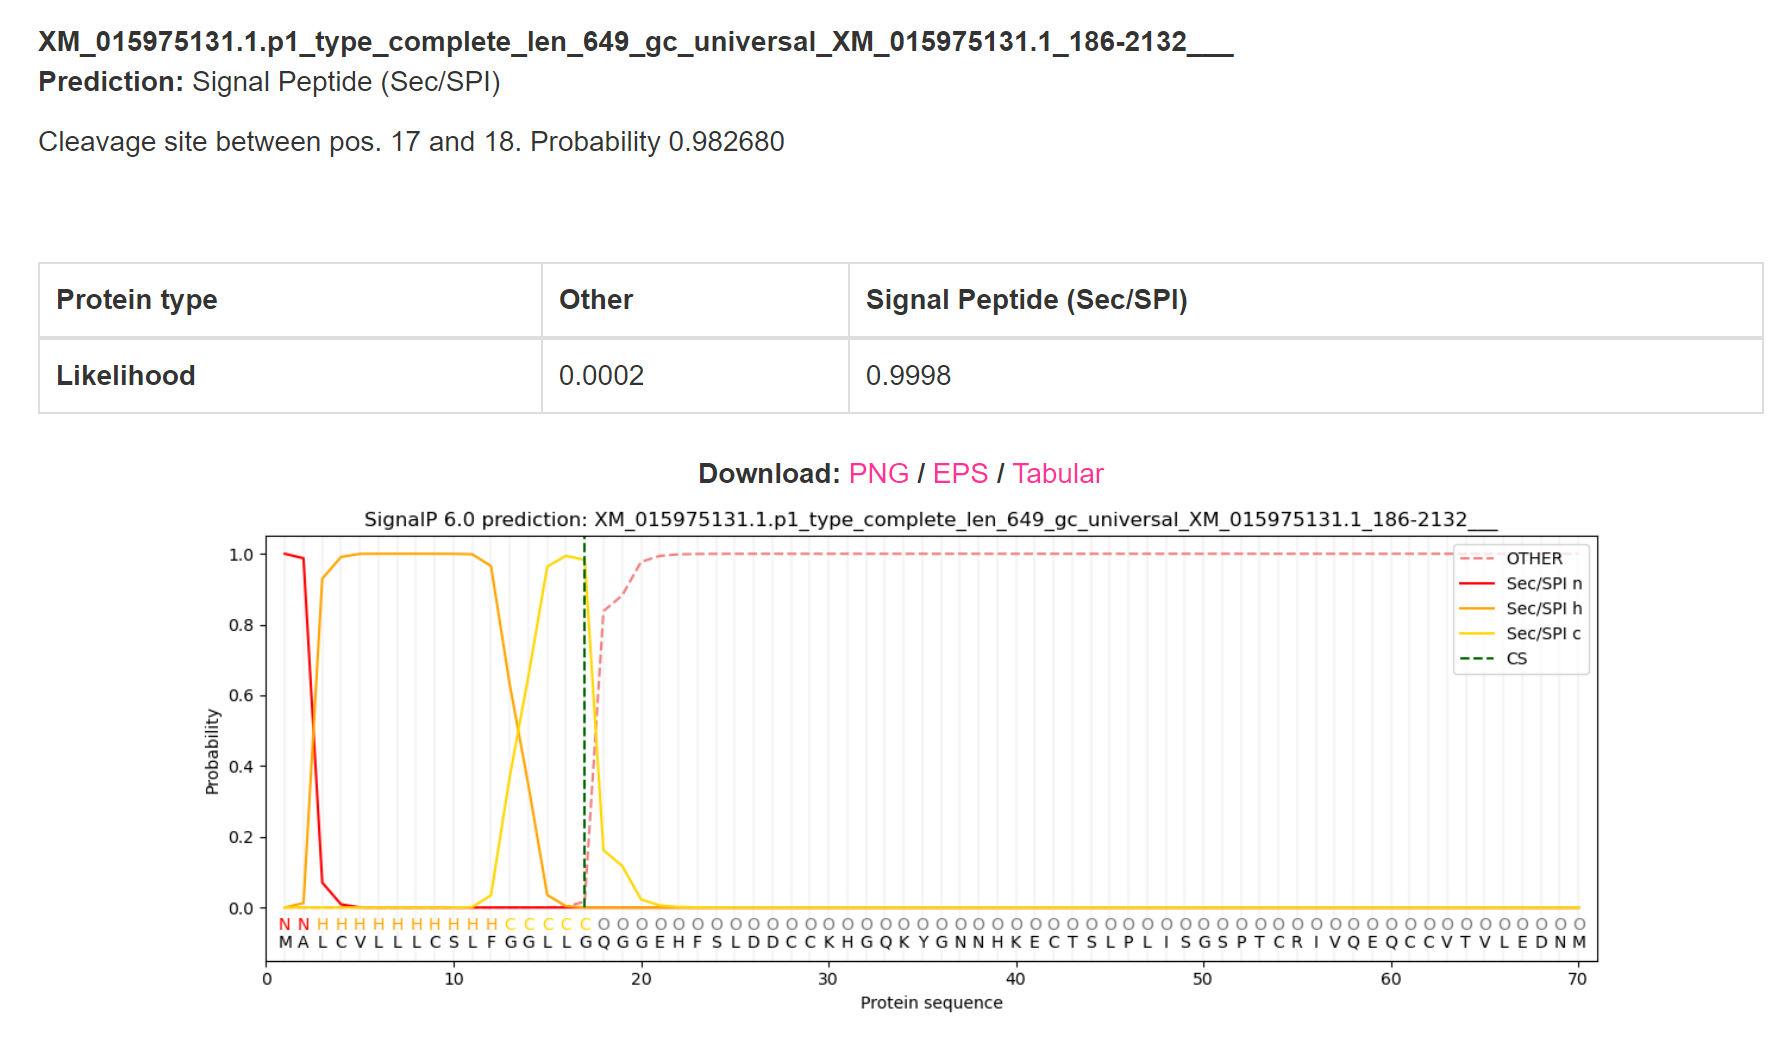 XM_015975131.1.p1_type_complete_len_649_gc_universal_XM_015975131.1_186-2132___
Prediction: Signal Peptide (Sec/SPI)
Cleavage site between pos. 17 and 18. Probability 0.982680
Protein type Other Signal Peptide (Sec/SPI)
Likelihood 0.0002 0.9998
Download: PNG / EPS / Tabular
SignalP 6.0 prediction: XM_015975131.1.p1_type_complete_len_649_gc_universal_XM_015975131.1_186-2132___
1.0
0.8
0.6
0.4
0.2
0.0
Probability
OTHER
Sec/SPI n
Sec/SPI h
Sec/SPI c
CS
N N H H H H H H H H H H C C C C C O O O O O O O O O O O O O O O O O O O O O O O O O O O O O O O O O O O O O O O O O O O O O O O O O O O O O
M A L C V L L L C S L F G G L L G Q G G E H F S L D D C C K H G Q K Y G N N H K E C T S L P L I S G S P T C R I V Q E Q C C V T V L E D N M
0 10 20 30 40 50 60 70
Protein sequence